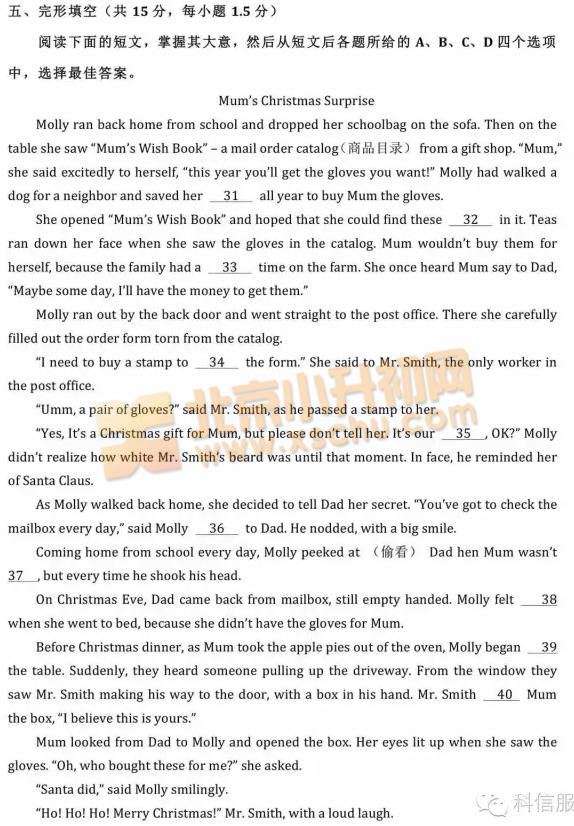 五、完形填空（共 15 分，每小题 1.5 分）
阅读下面的短文，掌握其大意，然后从短文后各题所给的 A、B、C、D 四个选项
中，选择最佳答案。
Mum's Christmas Surprise
Molly ran back home from school and dropped her schoolbag on the sofa. Then on the
table she saw “Mum's Wish Book” – a mail order catalog（商品目录）from a gift shop. “Mum,”
she said excitedly to herself, “this year you'll get the gloves you want!” Molly had walked a
dog for a neighbor and saved her 31 all year to buy Mum the gloves.
She opened “Mum's Wish Book” and hoped that she could find these 32 in it. Teas
ran down her face when she saw the gloves in the catalog. Mum wouldn't buy them for
herself, because the family had a 33 time on the farm. She once heard Mum say to Dad,
“Maybe some day, I'll have the money to get them.”
Molly ran out by the back door and went straight to the post office. There she carefully
filled out the order form torn from the catalog.
“I need to buy a stamp to 34 the form.” She said to Mr. Smith, the only worker in
the post office.
“Umm, a pair of gloves?” said Mr. Smith, as he passed a stamp to her.
“Yes, It's a Christmas gift for Mum, but please don't tell her. It's our 35 , OK?” Molly
didn't realize how white Mr. Smith's beard was until that moment. In face, he reminded her
of Santa Claus.
As Molly walked back home, she decided to tell Dad her secret. “You've got to check the
mailbox every day,” said Molly 36 to Dad. He nodded, with a big smile.
Coming home from school every day, Molly peeked at （偷看） Dad hen Mum wasn't
37 , but every time he shook his head.
On Christmas Eve, Dad came back from mailbox, still empty handed. Molly felt 38
when she went to bed, because she didn't have the gloves for Mum.
Before Christmas dinner, as Mum took the apple pies out of the oven, Molly began 39
the table. Suddenly, they heard someone pulling up the driveway. From the window they
saw Mr. Smith making his way to the door, with a box in his hand. Mr. Smith 40 Mum
the box, “I believe this is yours.”
Mum looked from Dad to Molly and opened the box. Her eyes lit up when she saw the
gloves. “Oh, who bought these for me?” she asked.
“Santa did,” said Molly smilingly.
“Ho! Ho! Ho! Merry Christmas!” Mr. Smith, with a loud laugh.
北京小升初网
www.xschu.com
科信服